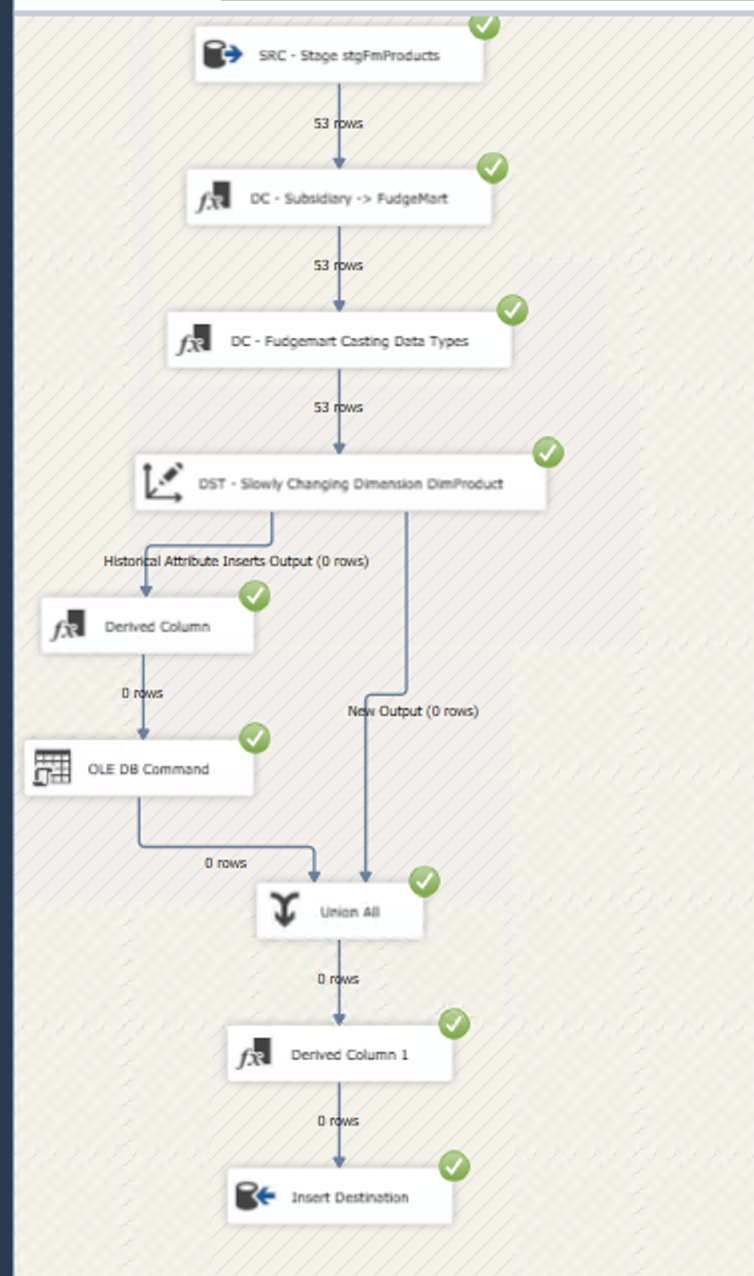 SRC - Stage stgFmProducts
53 rows
DC - Subsidiary -> FudgeMart
53 rows
DC - Fudgemart Casting Data Types
53 rows
DST - Slowly Changing Dimension DimProduct
Historical Attribute Inserts Output (0 rows)
Derived Column
0 rows
New Output (0 rows)
OLE DB Command
0 rows
Union All
0 rows
Derived Column 1
0 rows
Insert Destination